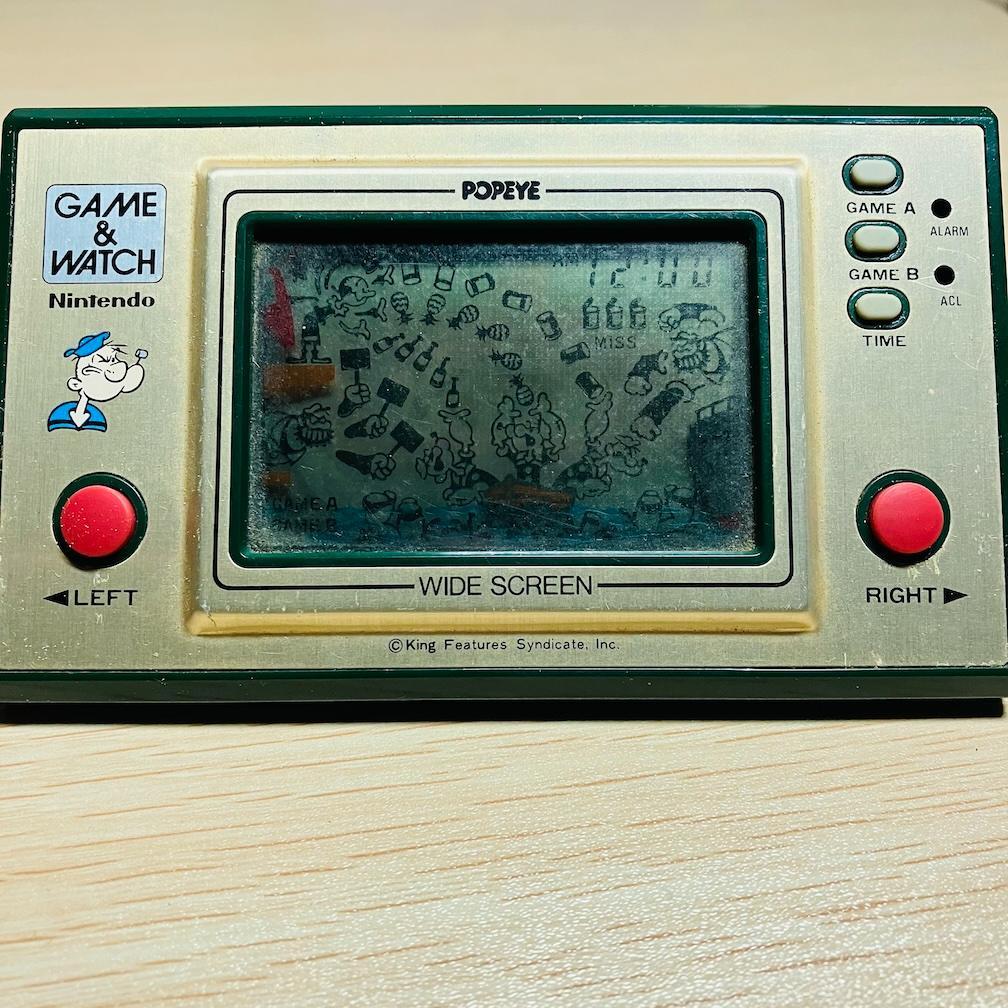 POPEYE
GAME
&
WATCH
Nintendo
12:00
MISS
GAME A
GAME B
GAME A
ALARM
GAME B
ACL
TIME
◀LEFT
WIDE SCREEN
RIGHT▶
©King Features Syndicate, Inc.